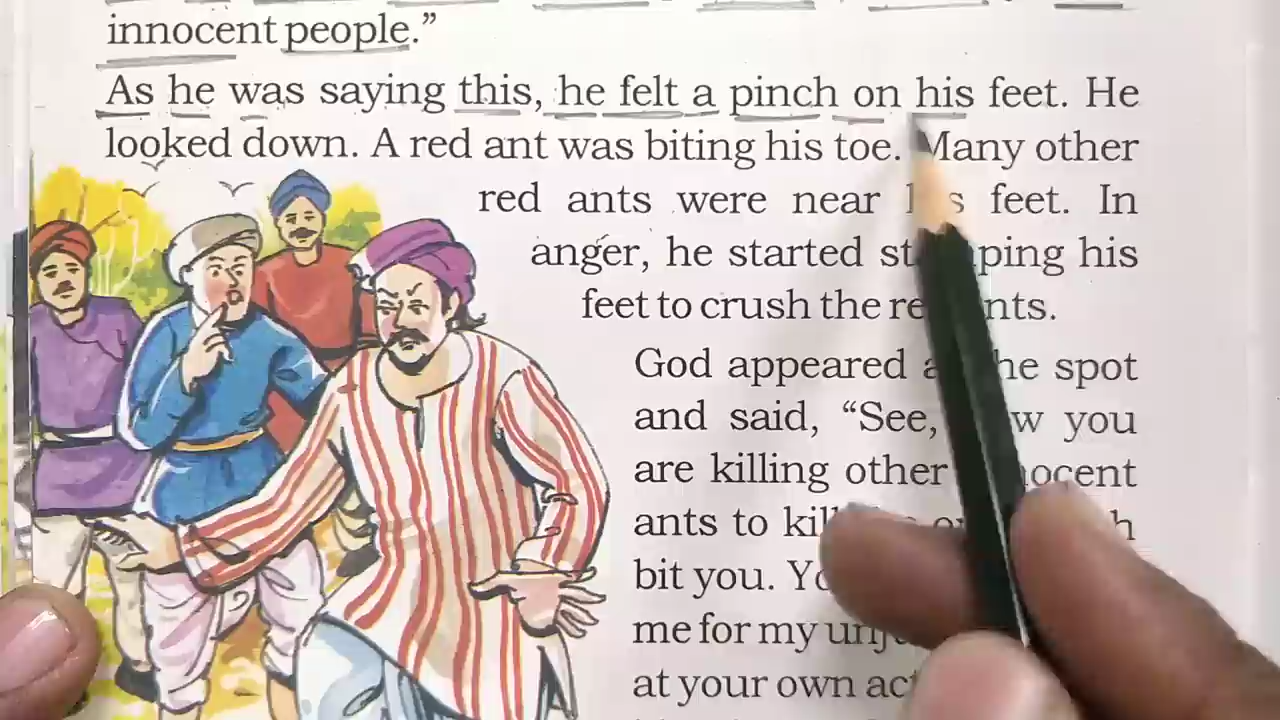 innocent people.”
As he was saying this, he felt a pinch on his feet. He
looked down. A red ant was biting his toe. Many other
red ants were near feet. In
anger, he started his
feet to crush the
God appeared the spot
and said, “See, you
are killing other
ants to
bit you.
me for my
at your own